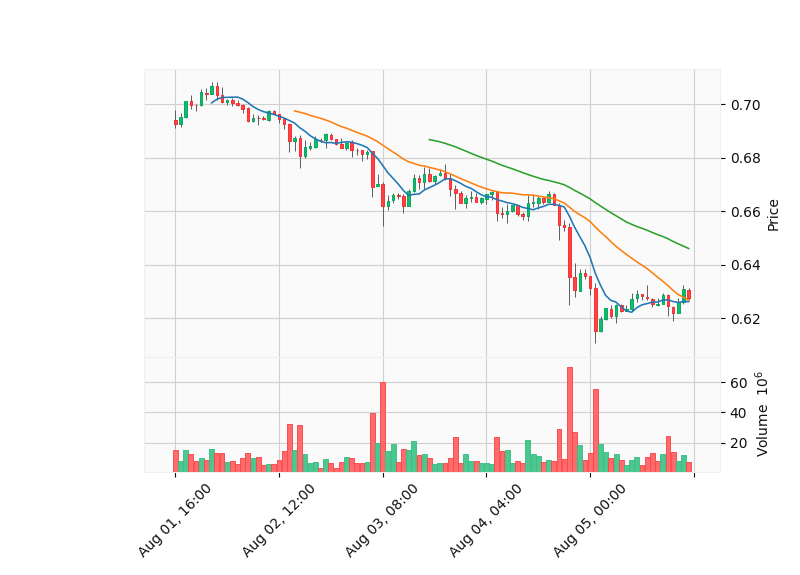 0.70
0.68
0.66
0.64
0.62
Price
60
40
20
Volume 10^6
Aug 01, 16:00
Aug 02, 12:00
Aug 03, 08:00
Aug 04, 04:00
Aug 05, 00:00